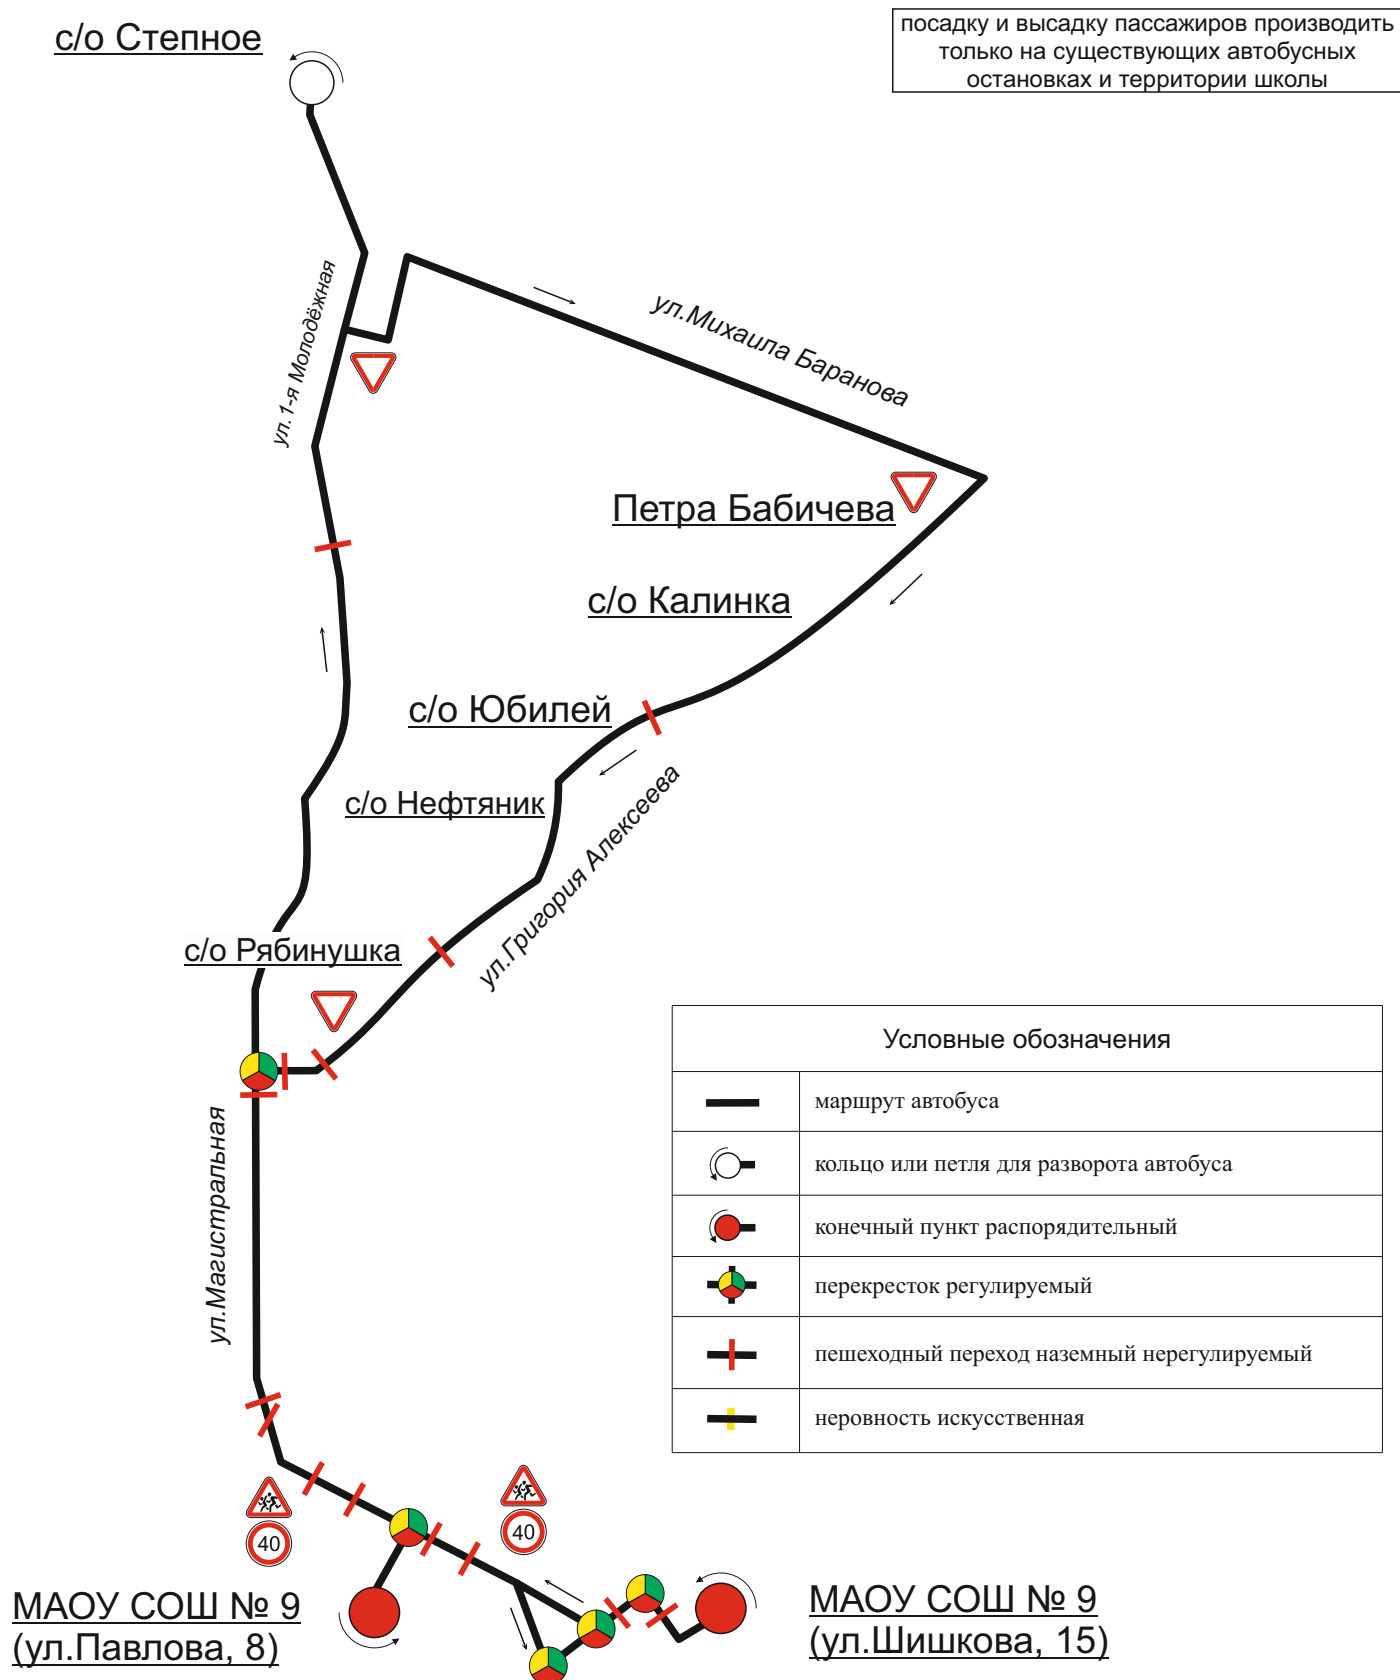 с/о Степное
посадку и высадку пассажиров производить
только на существующих автобусных
остановках и территории школы
ул.1-я Молодёжная
ул.Михаила Баранова
Петра Бабичева
с/о Калинка
с/о Юбилей
с/о Нефтяник
ул.Григория Алексеева
с/о Рябинушка
ул.Магистральная
Условные обозначения
маршрут автобуса
кольцо или петля для разворота автобуса
конечный пункт распорядительный
перекресток регулируемый
пешеходный переход наземный нерегулируемый
неровность искусственная
40
40
МАОУ СОШ № 9
(ул.Павлова, 8)
МАОУ СОШ № 9
(ул.Шишкова, 15)